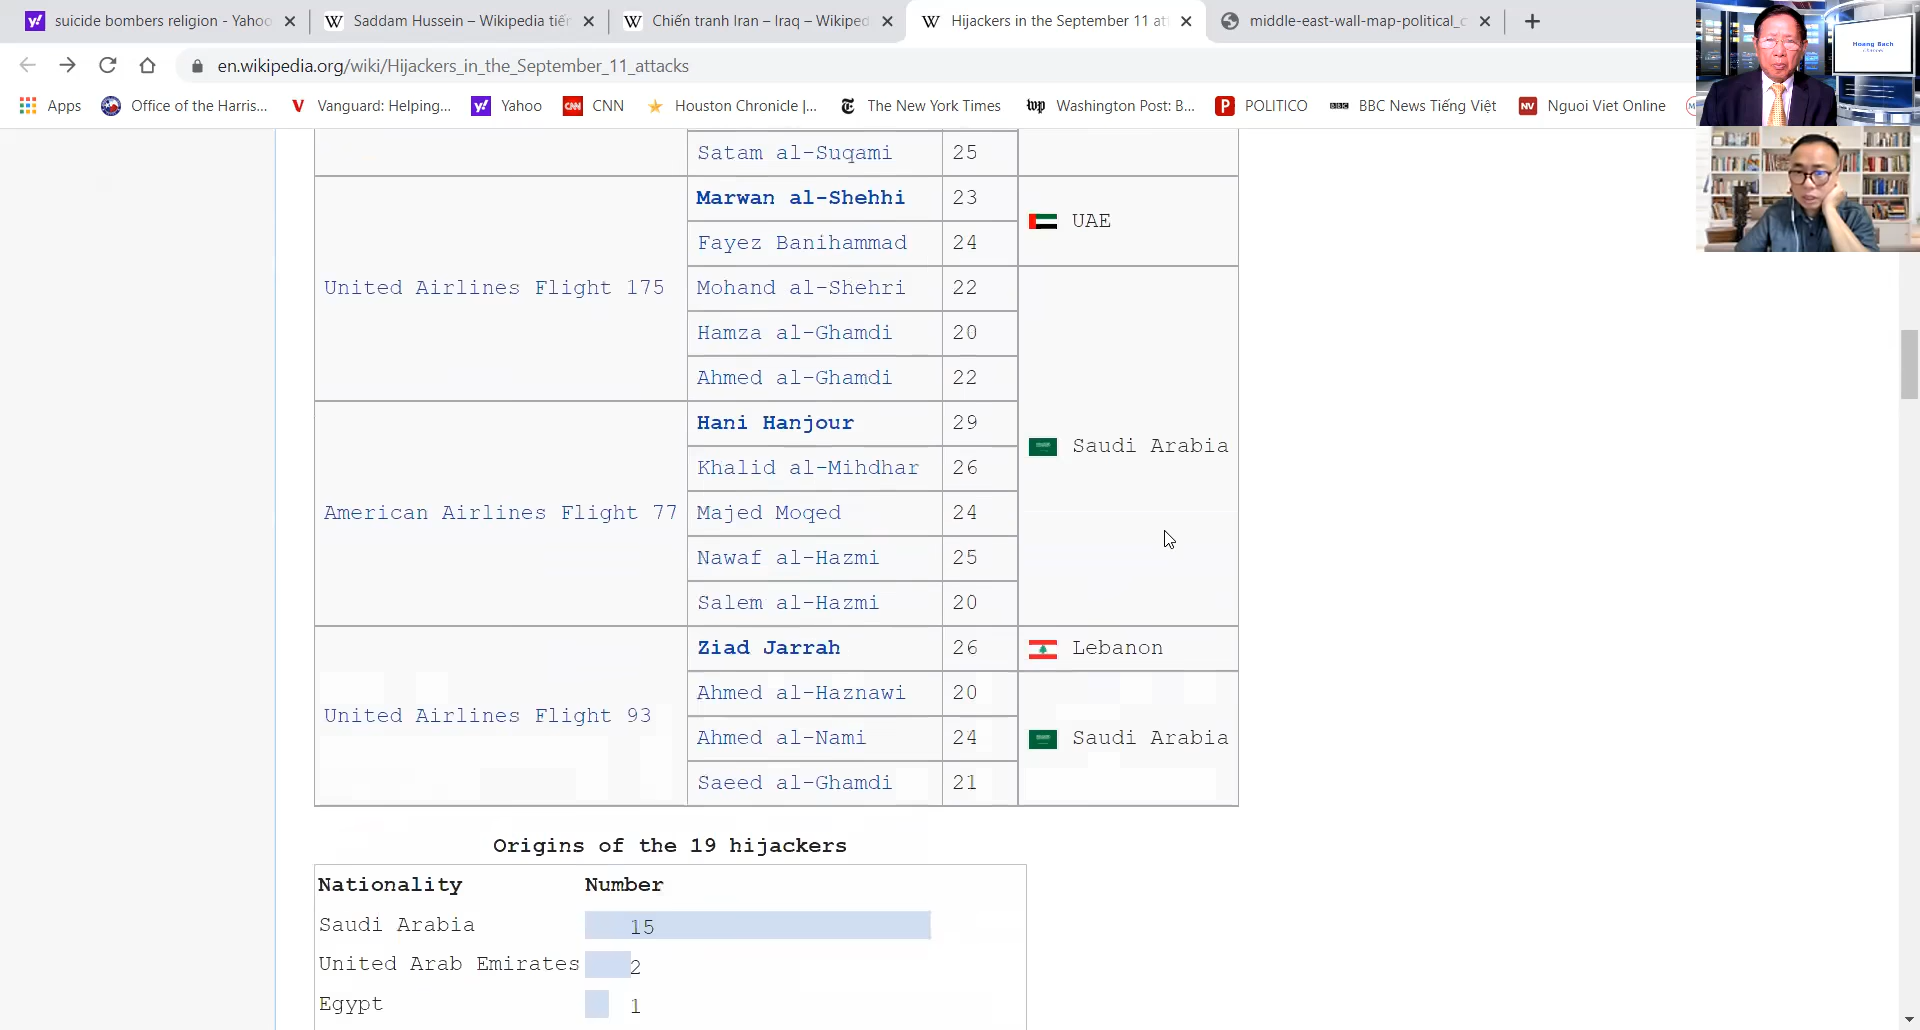 suicide bombers religion - Yahoo
Saddam Hussein – Wikipedia tiến
Chiến tranh Iran – Iraq – Wikiped
Hijackers in the September 11 at
middle-east-wall-map-political_c
en.wikipedia.org/wiki/Hijackers_in_the_September_11_attacks
Apps
Office of the Harris...
Vanguard: Helping...
Yahoo
CNN
Houston Chronicle |...
The New York Times
Washington Post: B...
POLITICO
BBC News Tiếng Việt
Nguoi Viet Online
Hoang Bach
Satam al-Suqami 25
United Airlines Flight 175
Marwan al-Shehhi 23
UAE
Fayez Banihammad 24
Mohand al-Shehri 22
Hamza al-Ghamdi 20
Ahmed al-Ghamdi 22
American Airlines Flight 77
Hani Hanjour 29
Saudi Arabia
Khalid al-Mihdhar 26
Majed Moqed 24
Nawaf al-Hazmi 25
Salem al-Hazmi 20
United Airlines Flight 93
Ziad Jarrah 26
Lebanon
Ahmed al-Haznawi 20
Ahmed al-Nami 24
Saudi Arabia
Saeed al-Ghamdi 21
Origins of the 19 hijackers
Nationality Number
Saudi Arabia 15
United Arab Emirates 2
Egypt 1